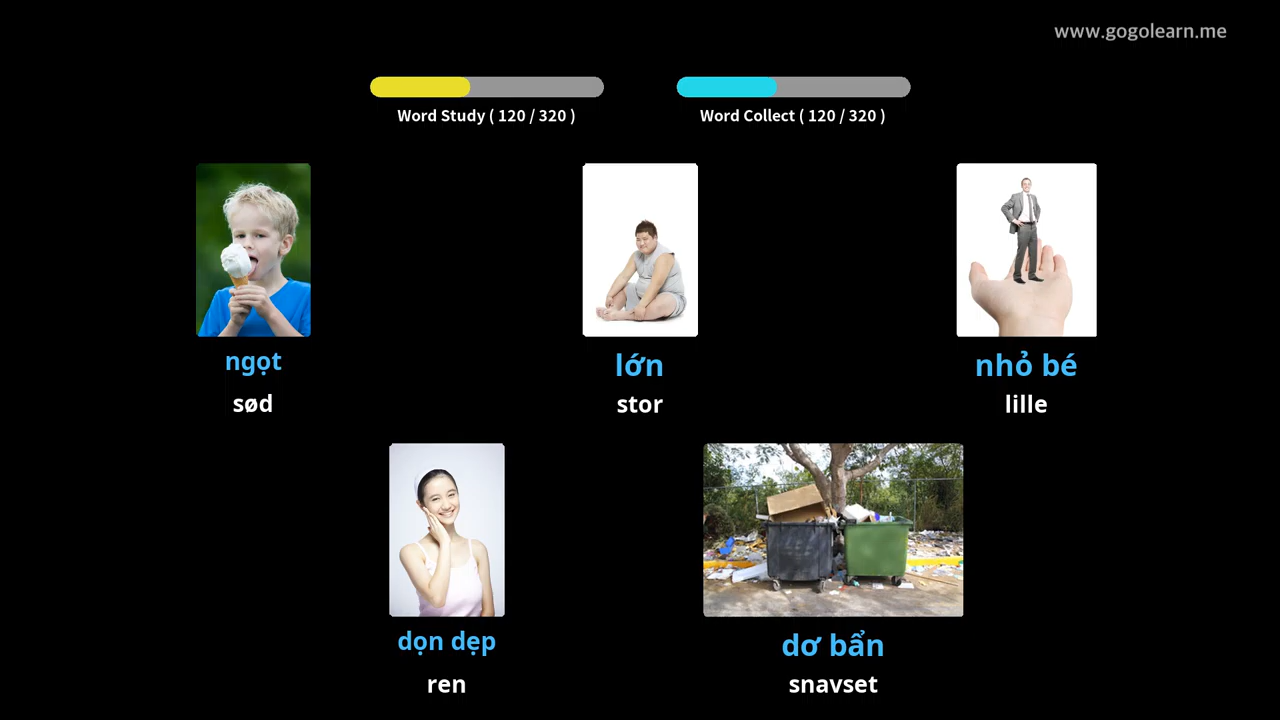 www.gogolearn.me
Word Study ( 120 / 320 )
Word Collect ( 120 / 320 )
ngọt
sød
lớn
stor
nhỏ bé
lille
dọn dẹp
ren
dơ bẩn
snavset